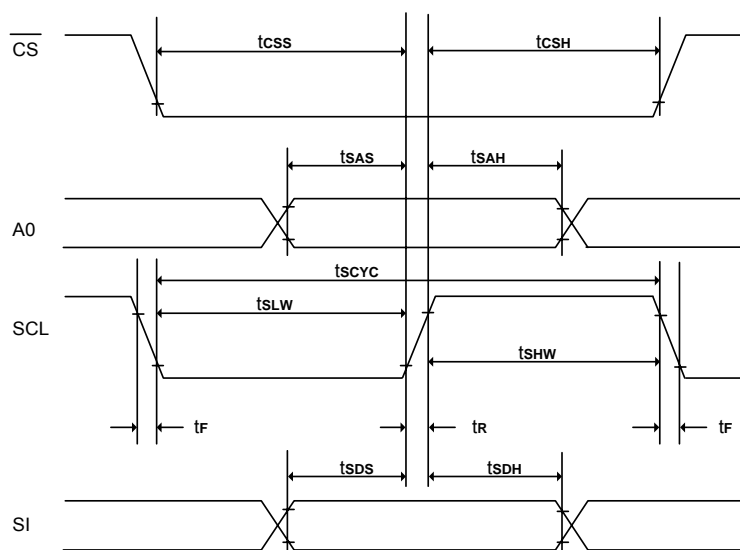 CS
tCSS
tCSH
tSAS
tSAH
A0
tSCYC
tSLW
SCL
tSHW
tF
tR
tF
tSDS
tSDH
SI